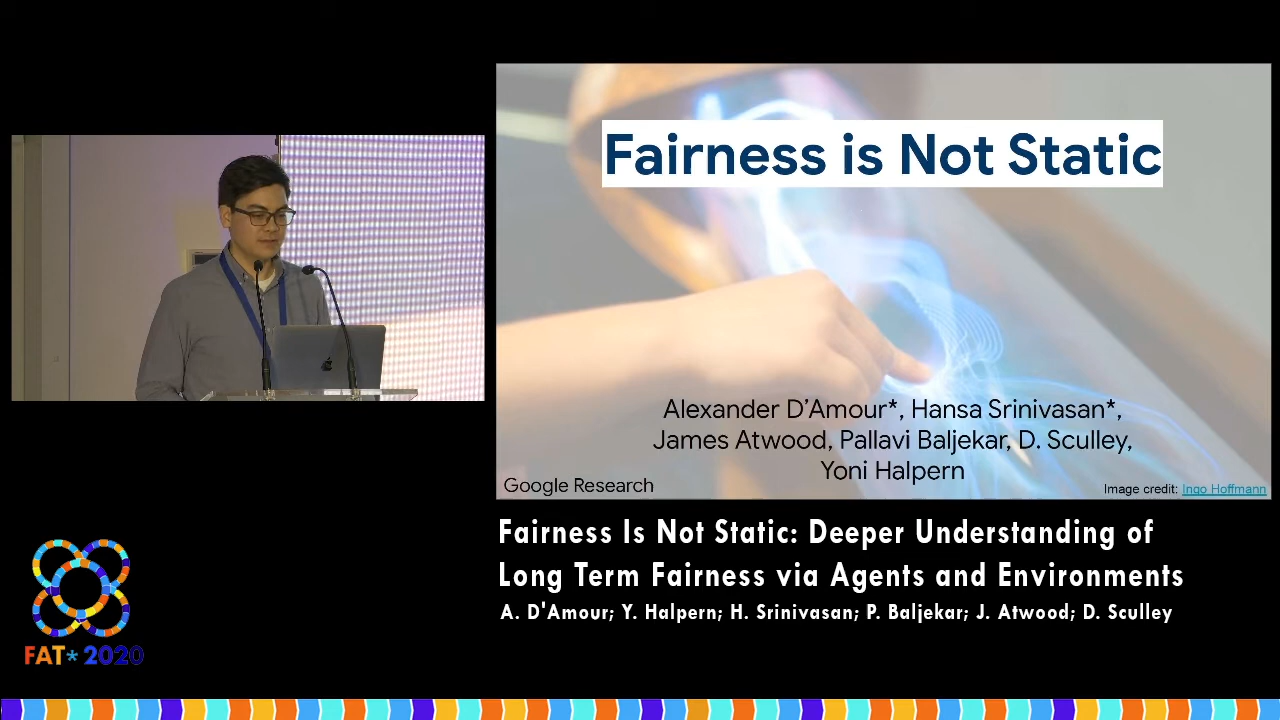 Fairness is Not Static
Alexander D'Amour*, Hansa Srinivasan*,
James Atwood, Pallavi Baljekar, D. Sculley,
Yoni Halpern
Google Research
Image credit: Ingo Hoffmann
Fairness Is Not Static: Deeper Understanding of
Long Term Fairness via Agents and Environments
A. D'Amour; Y. Halpern; H. Srinivasan; P. Baljekar; J. Atwood; D. Sculley
FAT* 2020